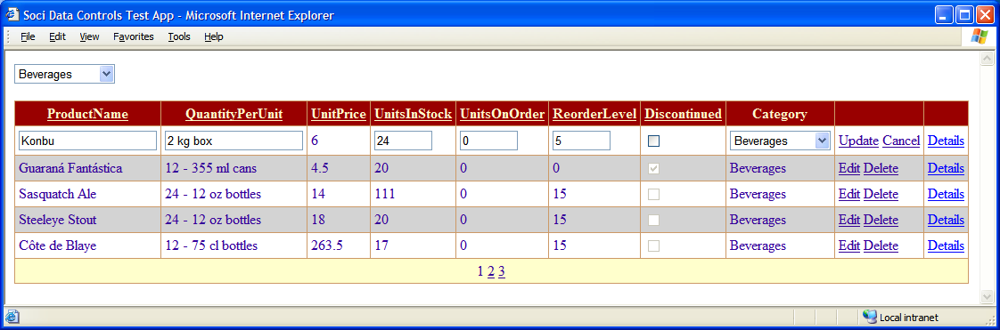 Soci Data Controls Test App - Microsoft Internet Explorer
File Edit View Favorites Tools Help
Beverages
ProductName QuantityPerUnit UnitPrice UnitsInStock UnitsOnOrder ReorderLevel Discontinued Category
Konbu 2 kg box 6 24 0 5 Beverages Update Cancel Details
Guaraná Fantástica 12 - 355 ml cans 4.5 20 0 0 Beverages Edit Delete Details
Sasquatch Ale 24 - 12 oz bottles 14 111 0 15 Beverages Edit Delete Details
Steeleye Stout 24 - 12 oz bottles 18 20 0 15 Beverages Edit Delete Details
Côte de Blaye 12 - 75 cl bottles 263.5 17 0 15 Beverages Edit Delete Details
1 2 3
Local intranet